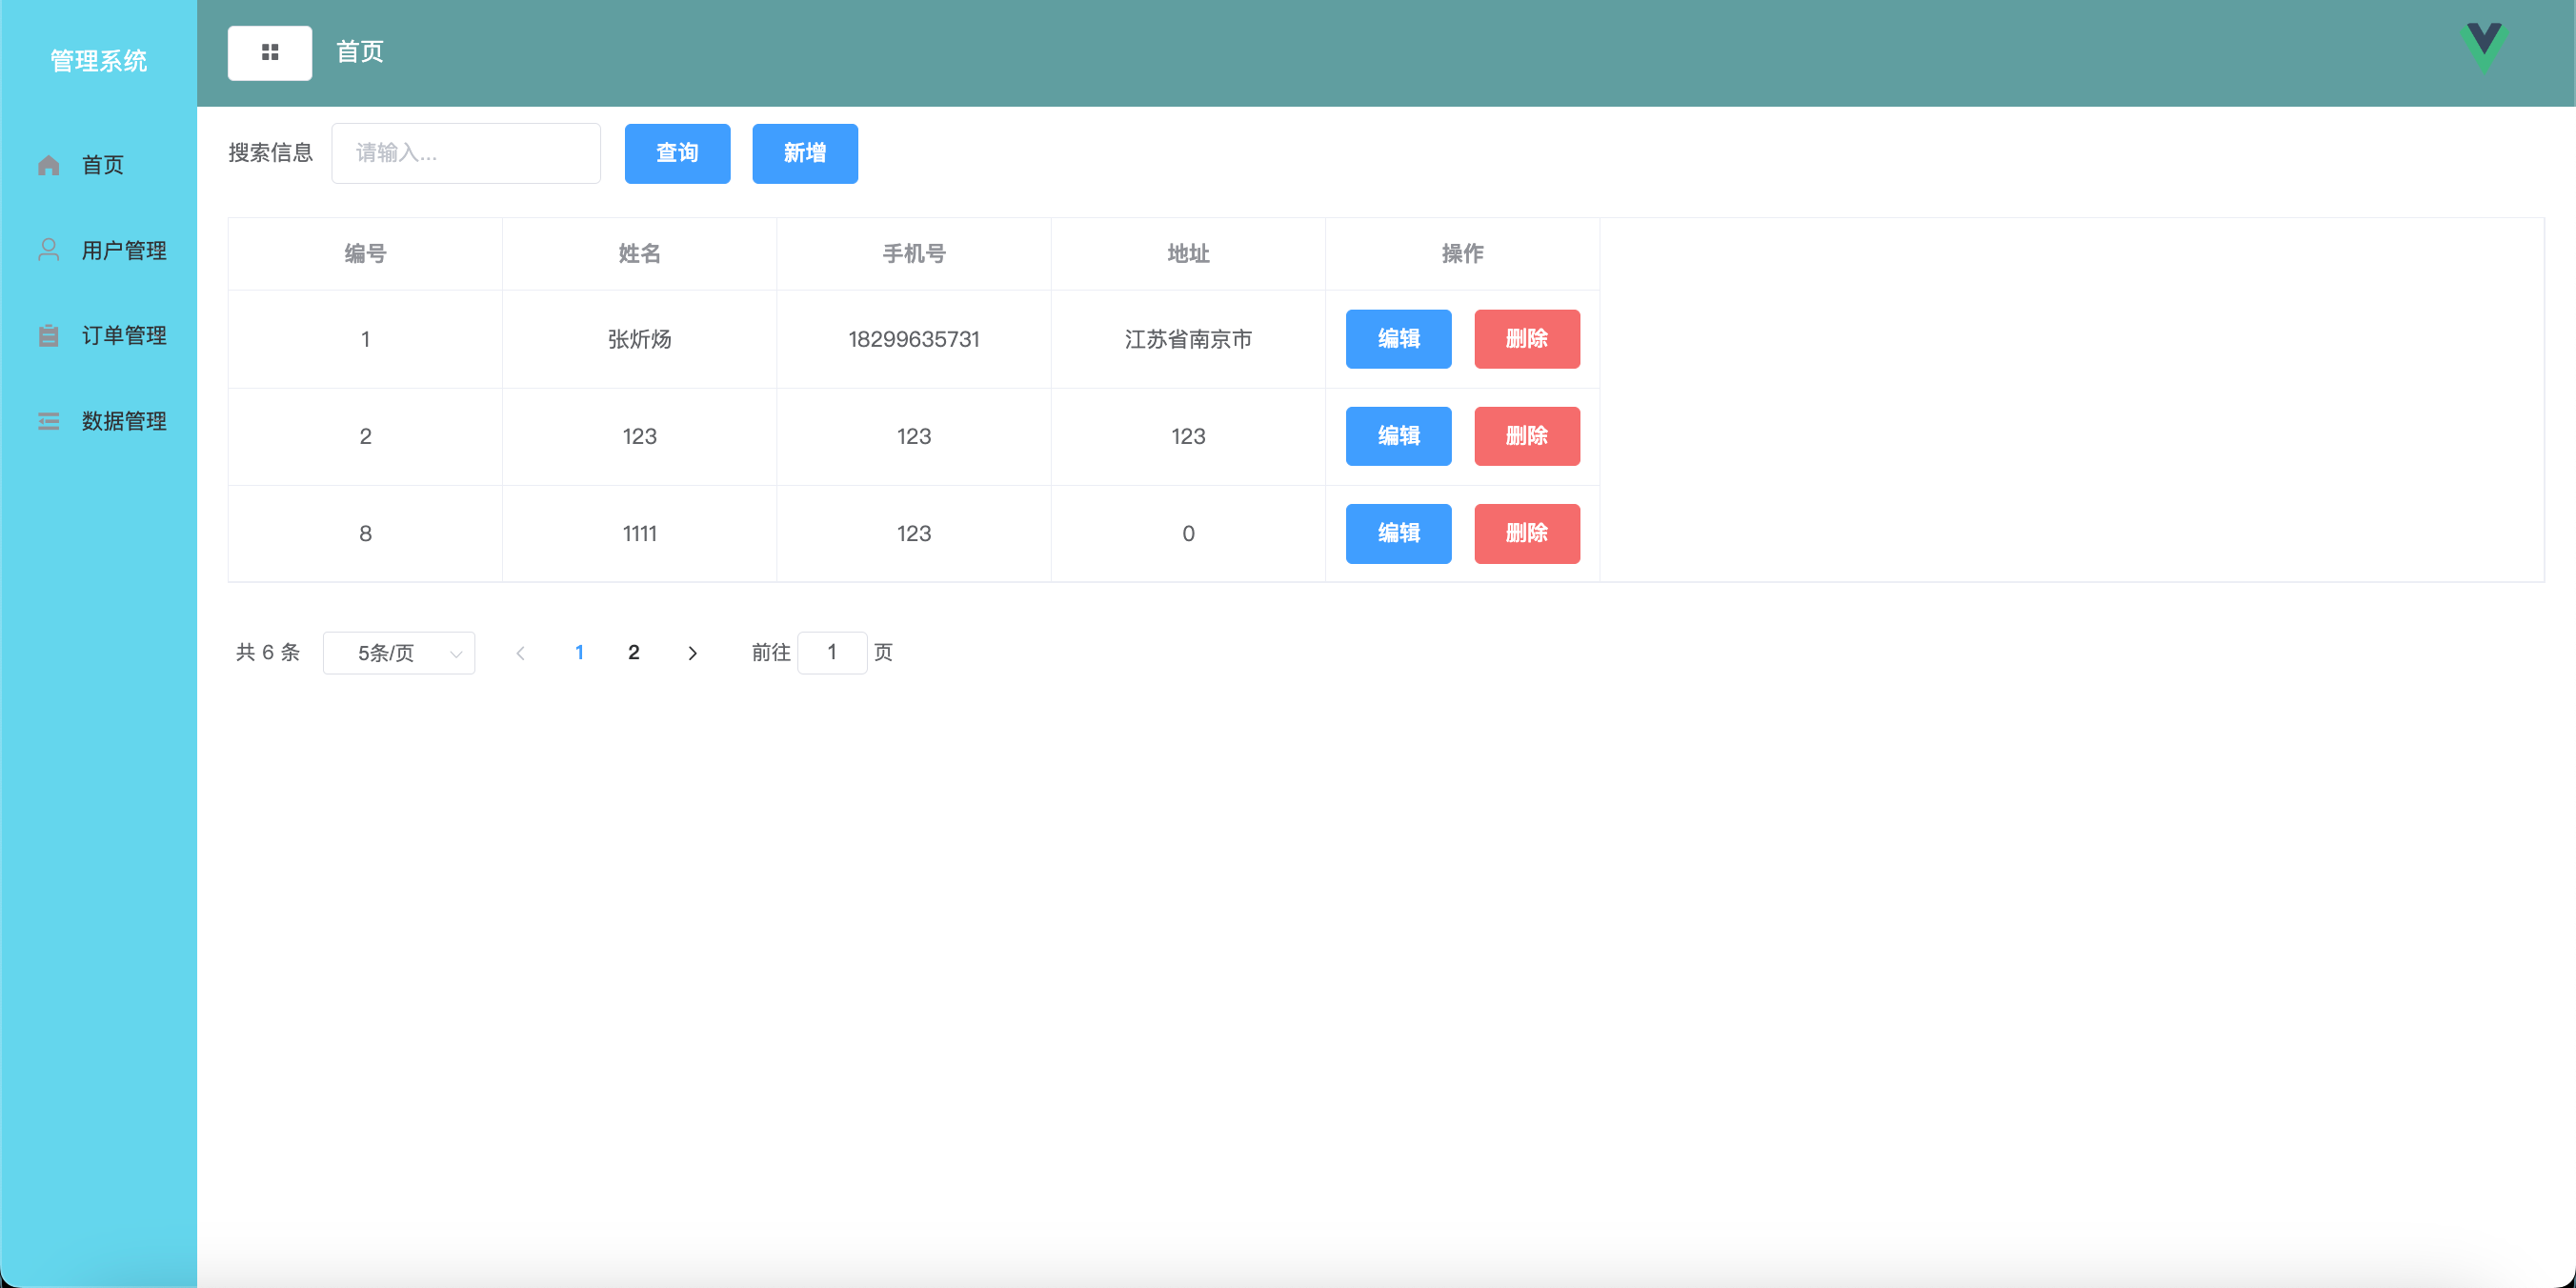 管理系统
首页
用户管理
订单管理
数据管理
首页
搜索信息 请输入... 查询 新增
编号 姓名 手机号 地址 操作
1 张炘炀 18299635731 江苏省南京市 编辑 删除
2 123 123 123 编辑 删除
8 1111 123 0 编辑 删除
共 6 条 5条/页 1 2 前往 1 页